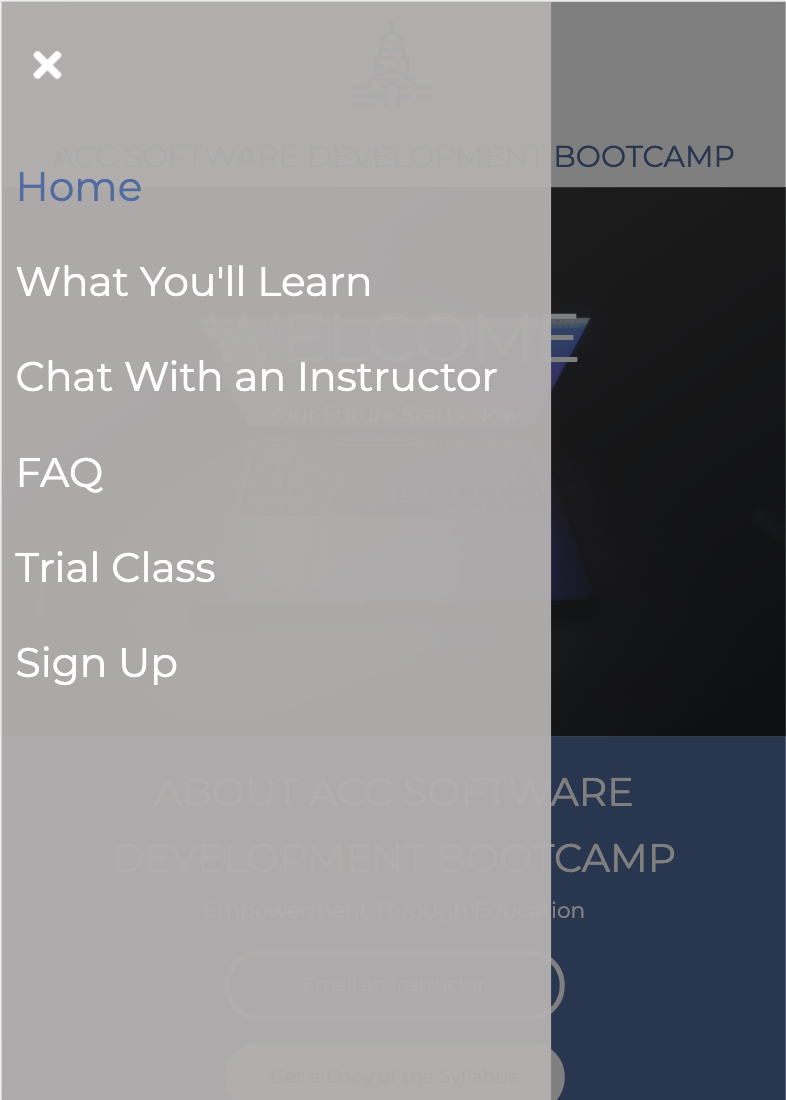 ACC SOFTWARE DEVELOPMENT BOOTCAMP
Home
What You'll Learn
WELCOME
Chat With an Instructor
Your Future Starts Now
FAQ
Trial Class
Sign Up
ABOUT ACC SOFTWARE
DEVELOPMENT BOOTCAMP
Empowerment Through Education
Email an Instructor
Get a Copy of the Syllabus